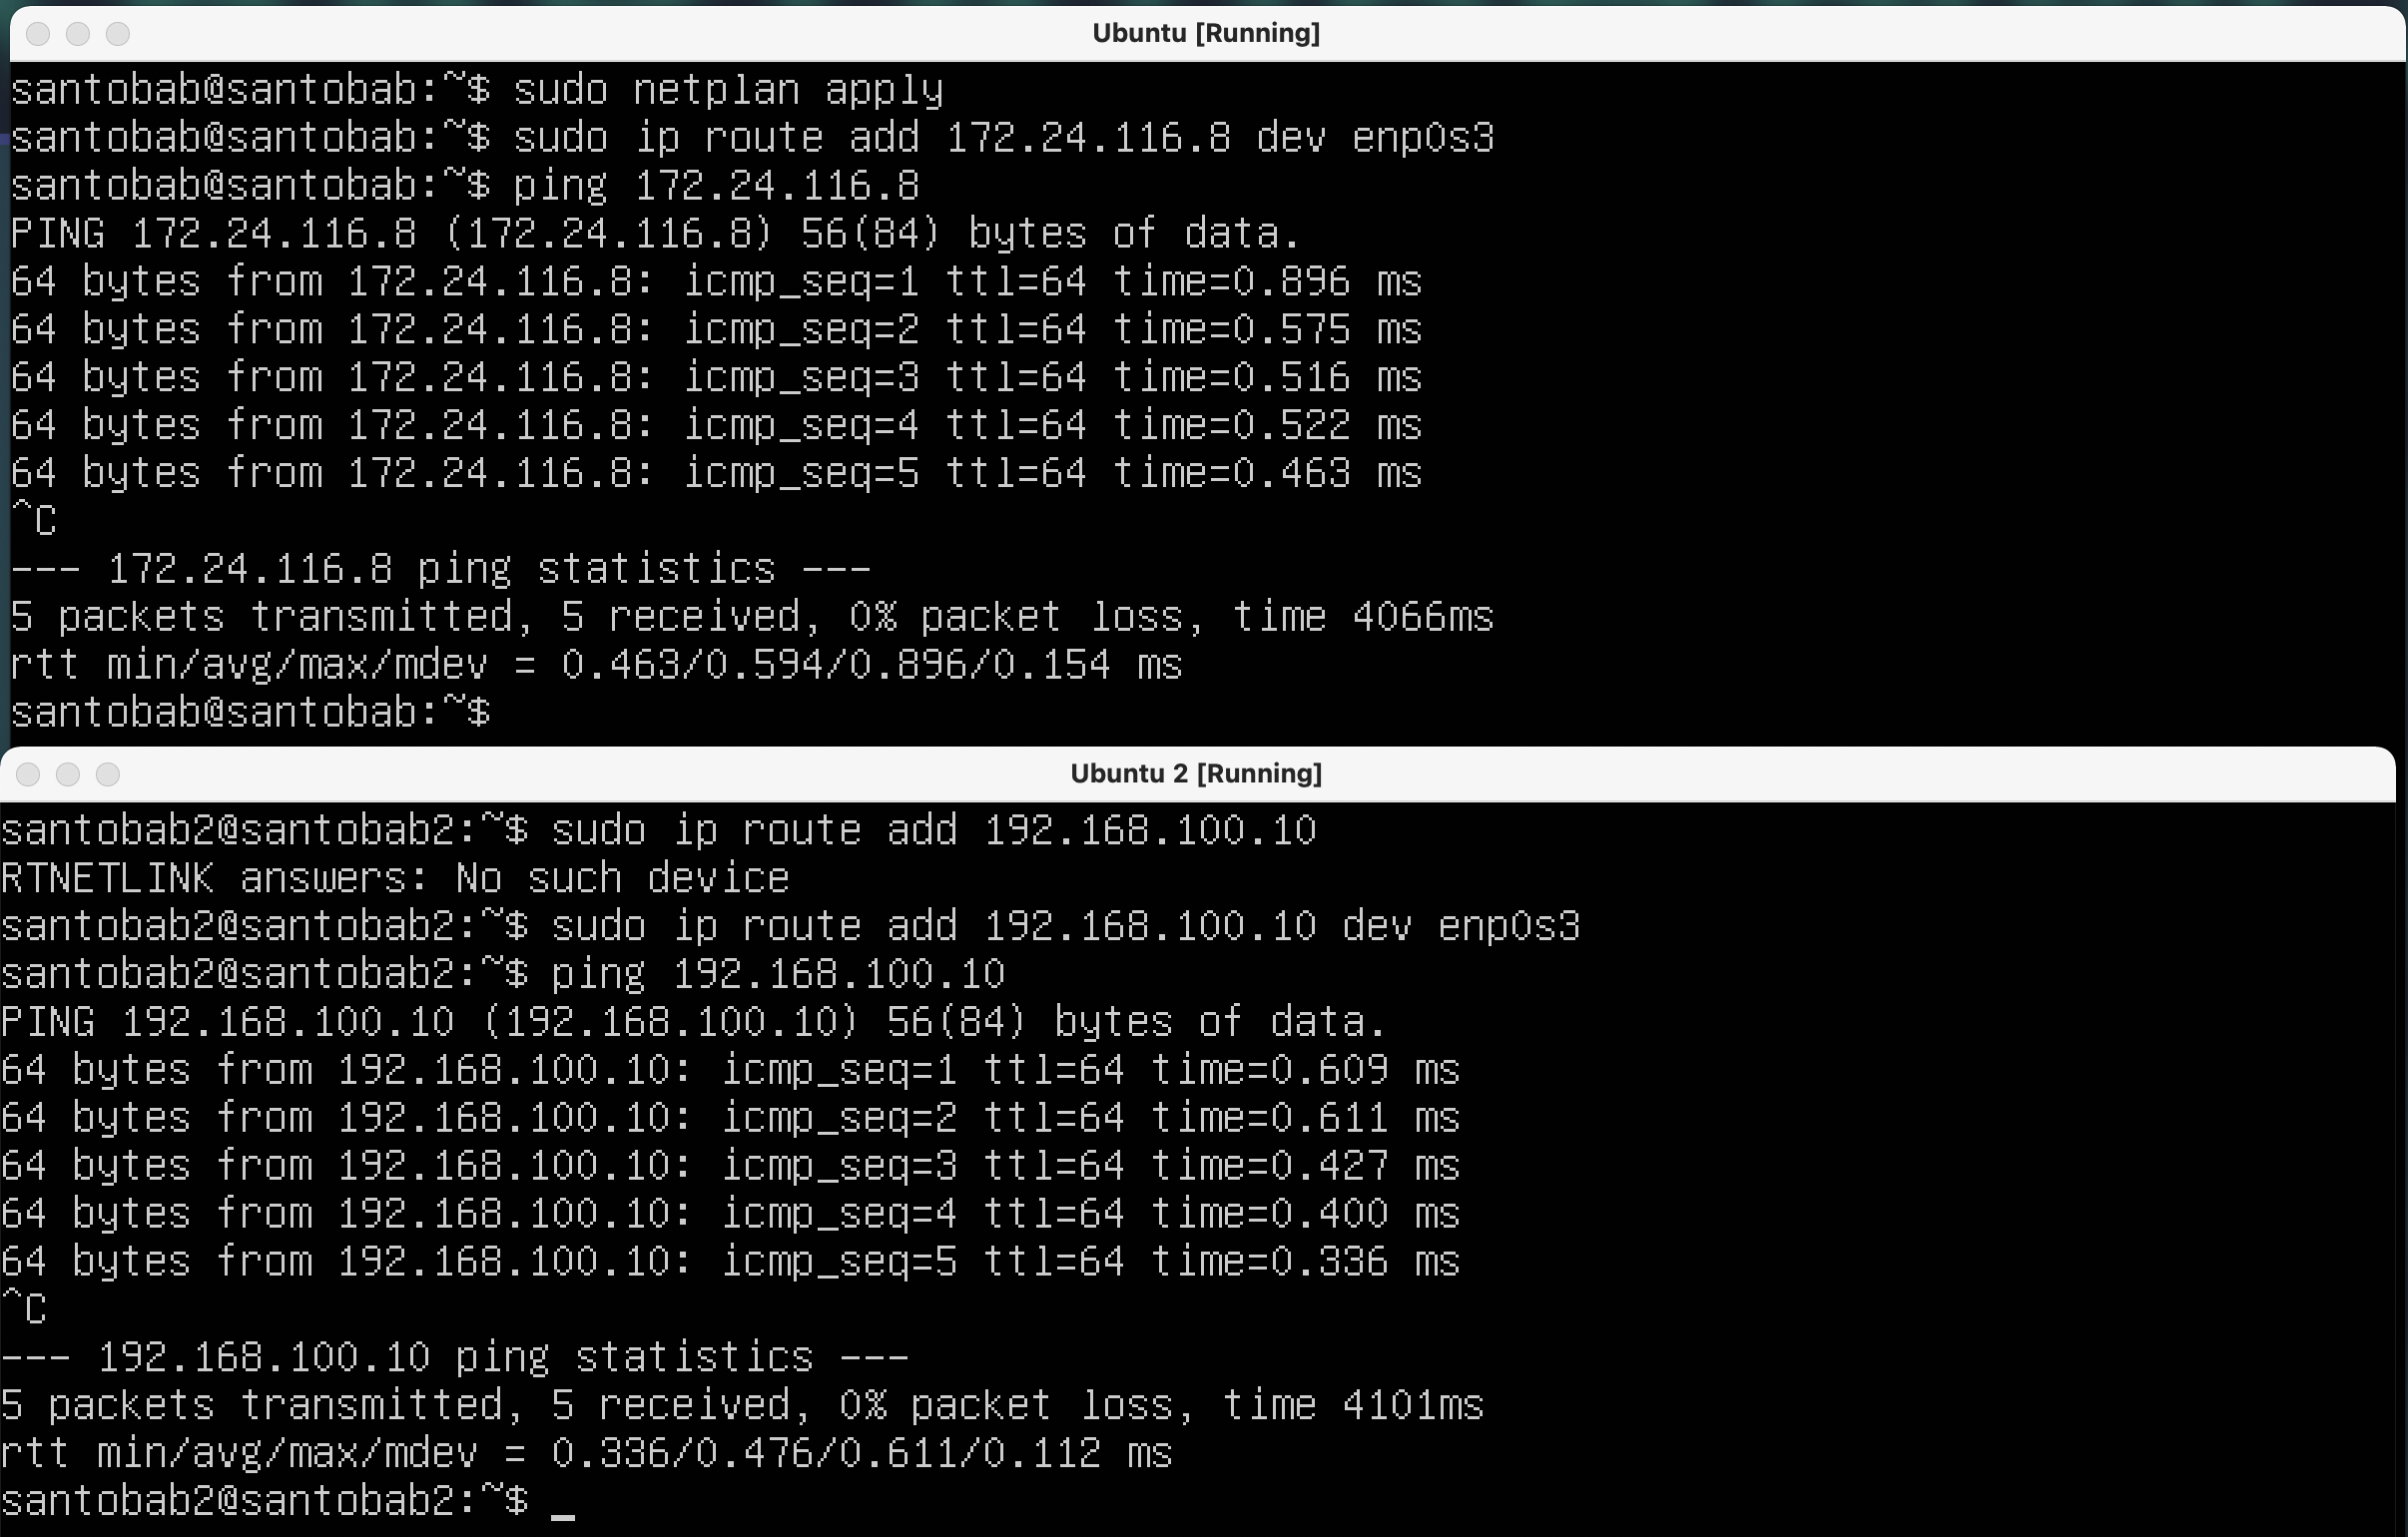 Ubuntu [Running]
santobab@santobab:~$ sudo netplan apply
santobab@santobab:~$ sudo ip route add 172.24.116.8 dev enp0s3
santobab@santobab:~$ ping 172.24.116.8
PING 172.24.116.8 (172.24.116.8) 56(84) bytes of data.
64 bytes from 172.24.116.8: icmp_seq=1 ttl=64 time=0.896 ms
64 bytes from 172.24.116.8: icmp_seq=2 ttl=64 time=0.575 ms
64 bytes from 172.24.116.8: icmp_seq=3 ttl=64 time=0.516 ms
64 bytes from 172.24.116.8: icmp_seq=4 ttl=64 time=0.522 ms
64 bytes from 172.24.116.8: icmp_seq=5 ttl=64 time=0.463 ms
^C
--- 172.24.116.8 ping statistics ---
5 packets transmitted, 5 received, 0% packet loss, time 4066ms
rtt min/avg/max/mdev = 0.463/0.594/0.896/0.154 ms
santobab@santobab:~$
Ubuntu 2 [Running]
santobab2@santobab2:~$ sudo ip route add 192.168.100.10
RTNETLINK answers: No such device
santobab2@santobab2:~$ sudo ip route add 192.168.100.10 dev enp0s3
santobab2@santobab2:~$ ping 192.168.100.10
PING 192.168.100.10 (192.168.100.10) 56(84) bytes of data.
64 bytes from 192.168.100.10: icmp_seq=1 ttl=64 time=0.609 ms
64 bytes from 192.168.100.10: icmp_seq=2 ttl=64 time=0.611 ms
64 bytes from 192.168.100.10: icmp_seq=3 ttl=64 time=0.427 ms
64 bytes from 192.168.100.10: icmp_seq=4 ttl=64 time=0.400 ms
64 bytes from 192.168.100.10: icmp_seq=5 ttl=64 time=0.336 ms
^C
--- 192.168.100.10 ping statistics ---
5 packets transmitted, 5 received, 0% packet loss, time 4101ms
rtt min/avg/max/mdev = 0.336/0.476/0.611/0.112 ms
santobab2@santobab2:~$ _